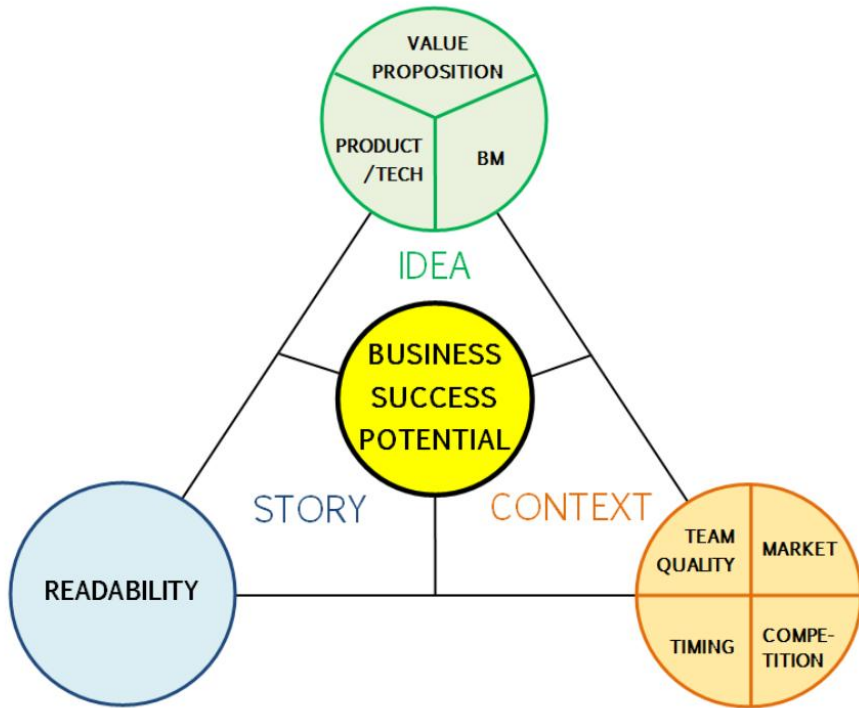 VALUE
PROPOSITION
PRODUCT
/TECH
BM
IDEA
BUSINESS
SUCCESS
POTENTIAL
STORY
CONTEXT
READABILITY
TEAM
QUALITY
MARKET
TIMING
COMPE-
TITION